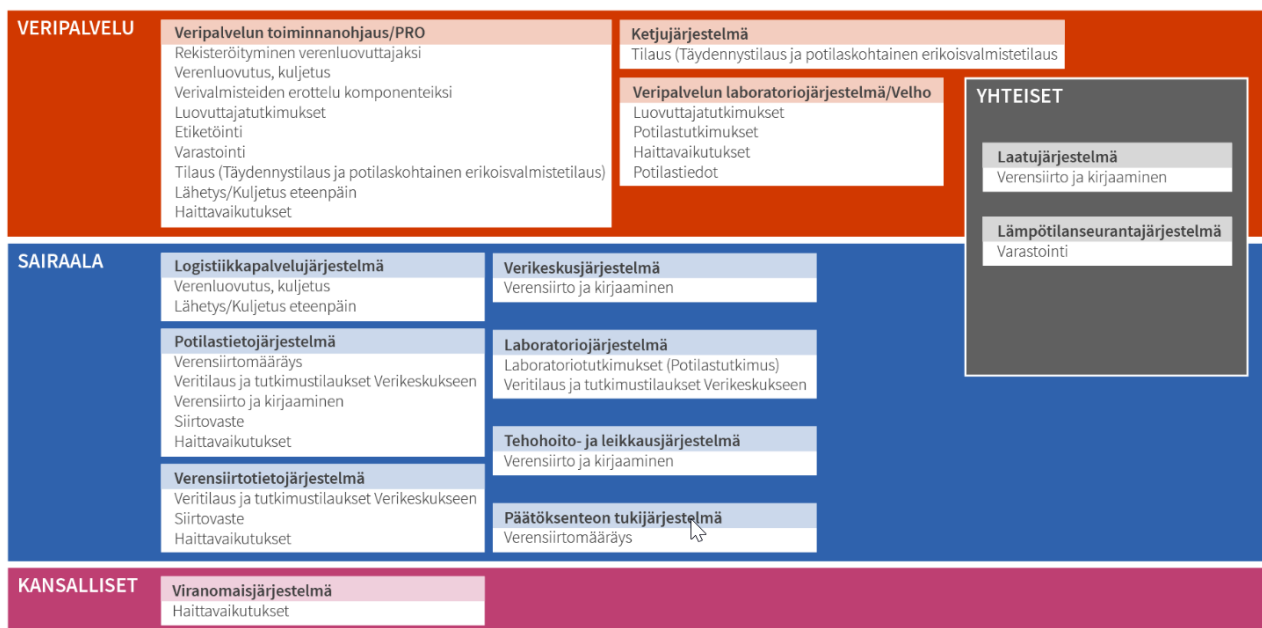 VERIPALVELU
Veripalvelun toiminnanohjaus/PRO
Rekisteröityminen verenluovuttajaksi
Verenluovutus, kuljetus
Verivalmisteiden erottelu komponenteiksi
Luovuttajatutkimukset
Etiketöinti
Varastointi
Tilaus (Täydennystilaus ja potilaskohtainen erikoisvalmistetilaus)
Lähetys/Kuljetus eteenpäin
Haittavaikutukset
Ketjujärjestelmä
Tilaus (Täydennystilaus ja potilaskohtainen erikoisvalmistetilaus
Veripalvelun laboratoriojärjestelmä/Velho
Luovuttajatutkimukset
Potilastutkimukset
Haittavaikutukset
Potilastiedot
YHTEISET
Laatujärjestelmä
Verensiirto ja kirjaaminen
Lämpötilanseurantajärjestelmä
Varastointi
SAIRAALA
Logistiikkapalvelujärjestelmä
Verenluovutus, kuljetus
Lähetys/Kuljetus eteenpäin
Potilastietojärjestelmä
Verensiirtomääräys
Veritilaus ja tutkimustilaukset Verikeskukseen
Verensiirto ja kirjaaminen
Siirtovaste
Haittavaikutukset
Verensiirtotietojärjestelmä
Veritilaus ja tutkimustilaukset Verikeskukseen
Siirtovaste
Haittavaikutukset
Verikeskusjärjestelmä
Verensiirto ja kirjaaminen
Laboratoriojärjestelmä
Laboratoriotutkimukset (Potilastutkimus)
Veritilaus ja tutkimustilaukset Verikeskukseen
Tehohoito- ja leikkausjärjestelmä
Verensiirto ja kirjaaminen
Päätöksenteon tukijärjestelmä
Verensiirtomääräys
KANSALLISET
Viranomaisjärjestelmä
Haittavaikutukset